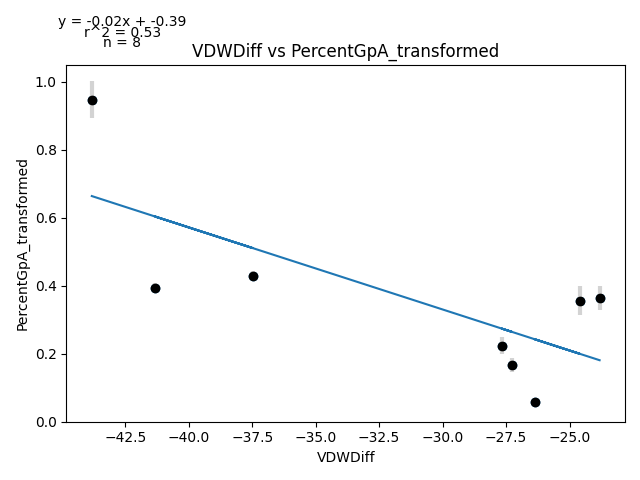 y = -0.02x + -0.39
r^2 = 0.53
n = 8
VDWDiff vs PercentGpA_transformed
1.0
0.8
0.6
0.4
0.2
0.0
PercentGpA_transformed
−42.5 −40.0 −37.5 −35.0 −32.5 −30.0 −27.5 −25.0
VDWDiff